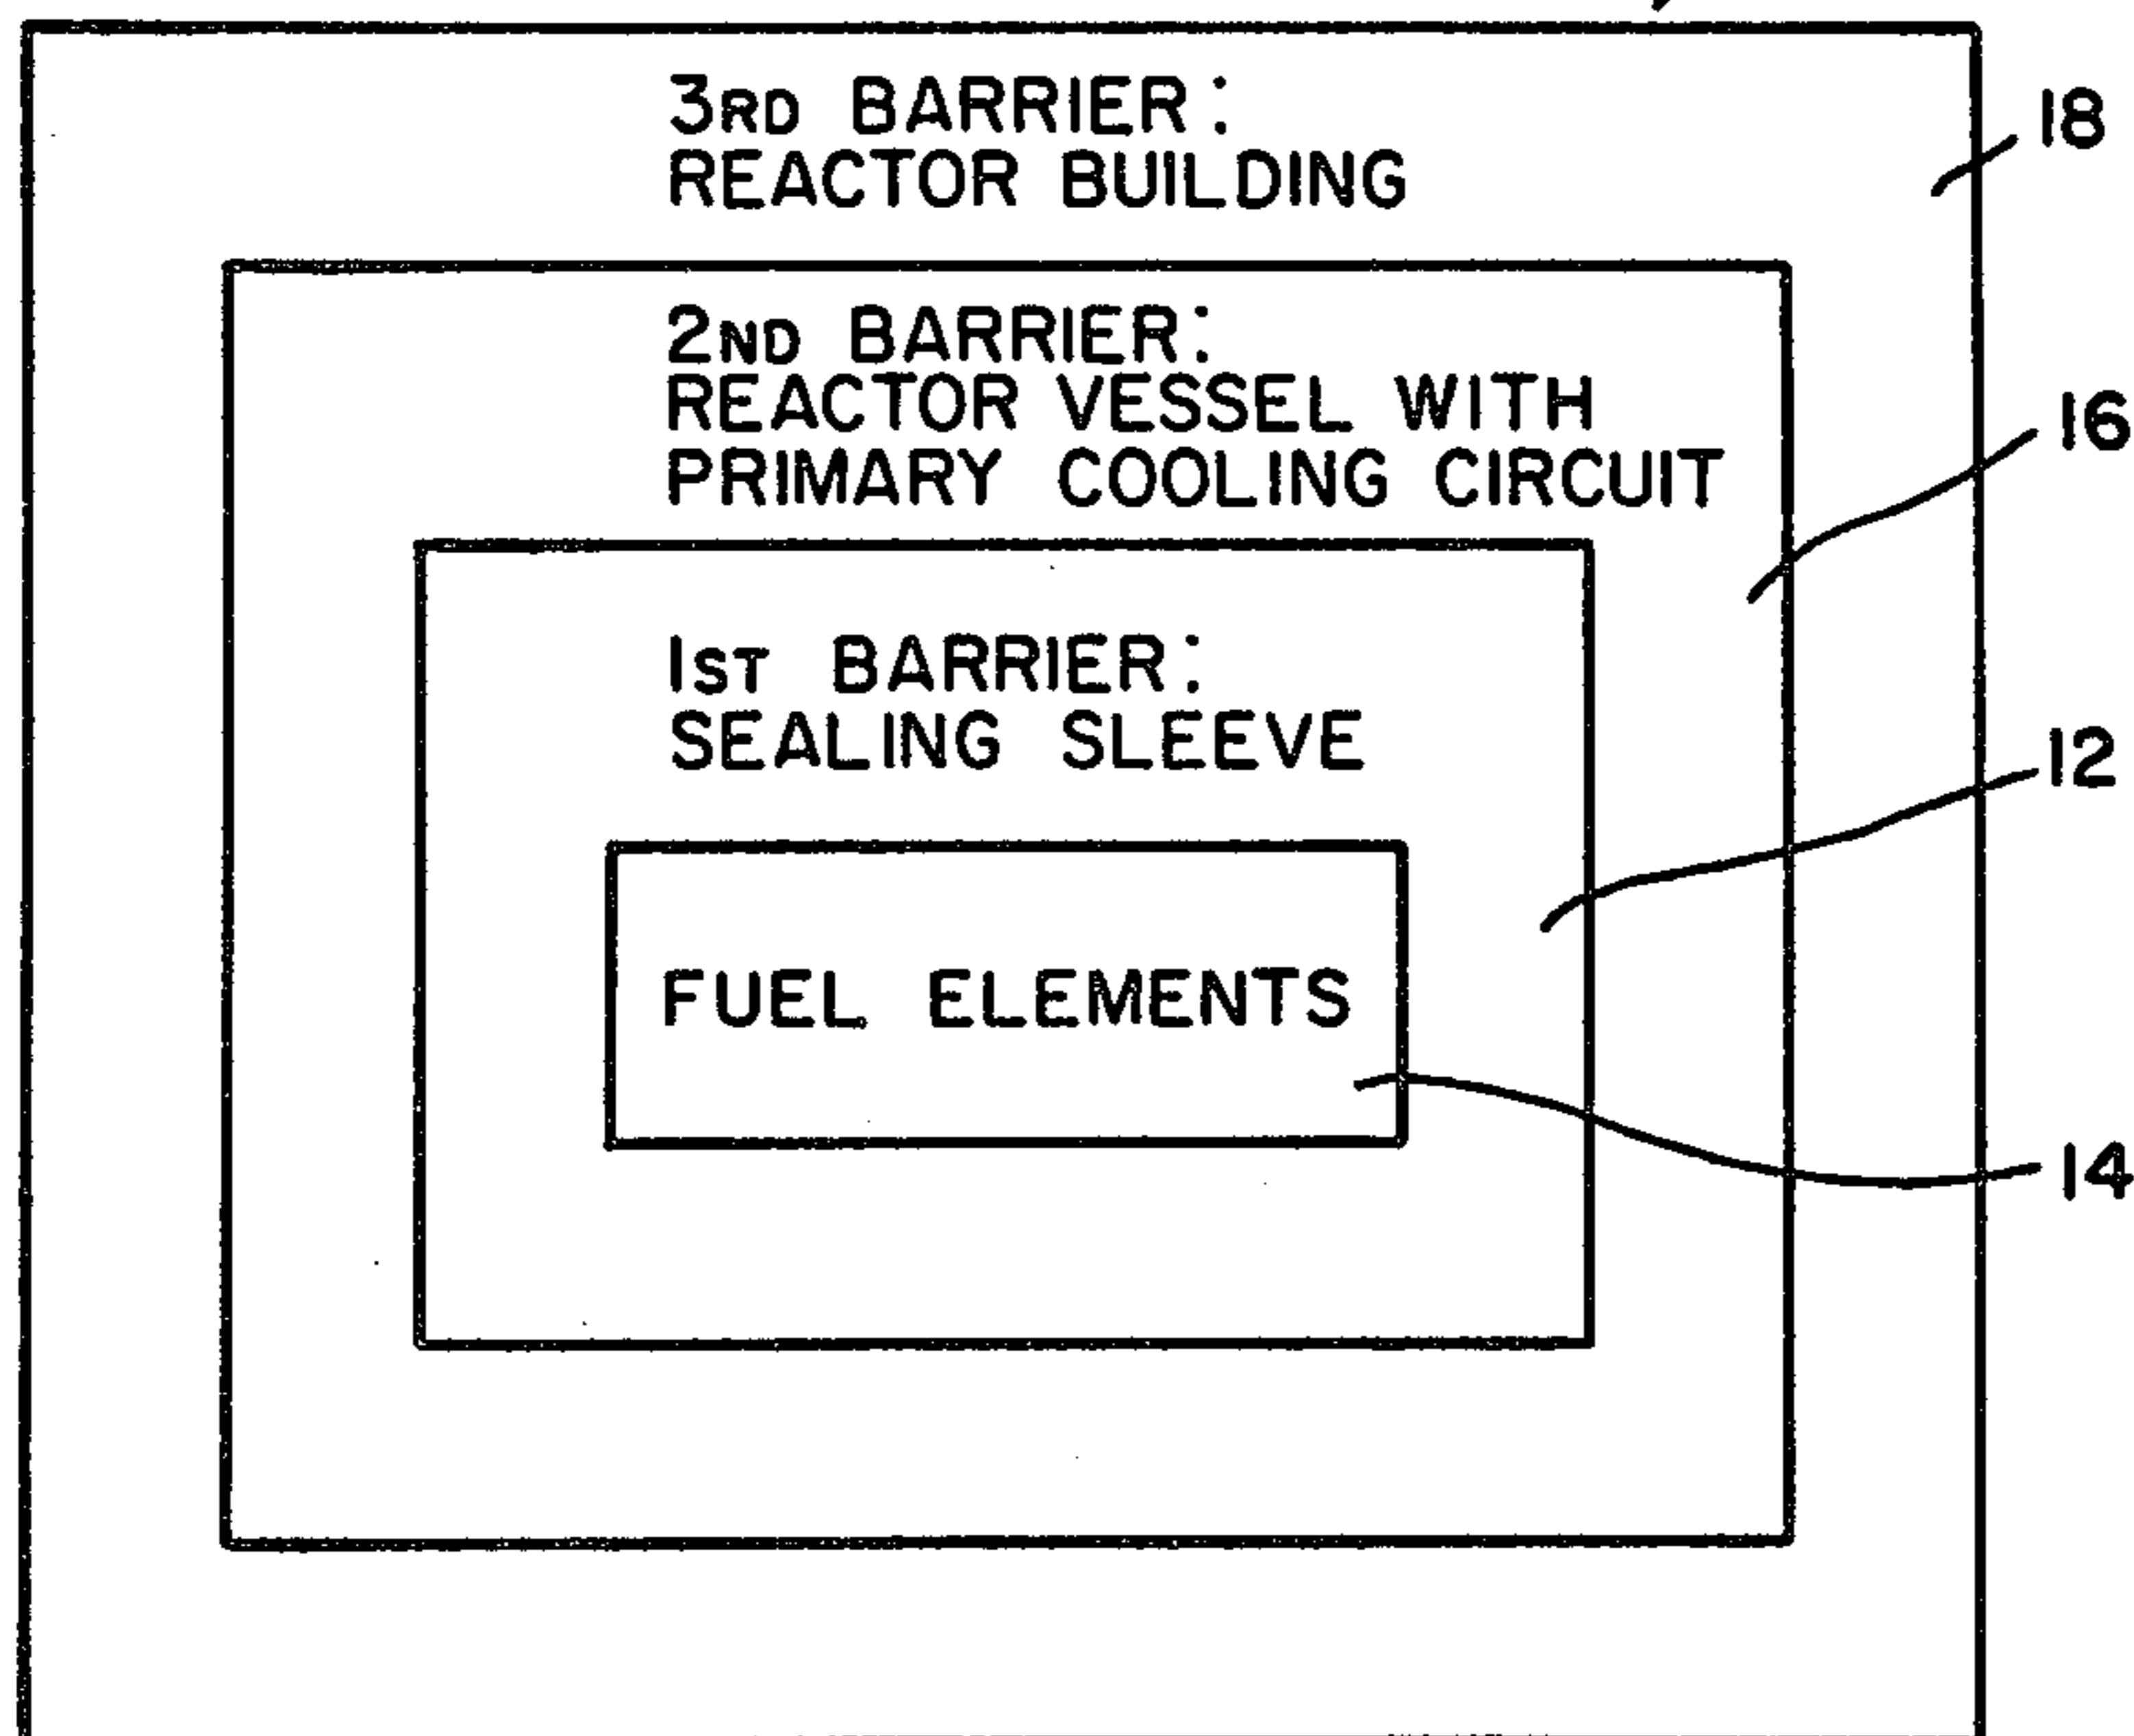 3RD BARRIER:
REACTOR BUILDING
18
2ND BARRIER:
REACTOR VESSEL WITH
PRIMARY COOLING CIRCUIT
16
1ST BARRIER:
SEALING SLEEVE
12
FUEL ELEMENTS
14